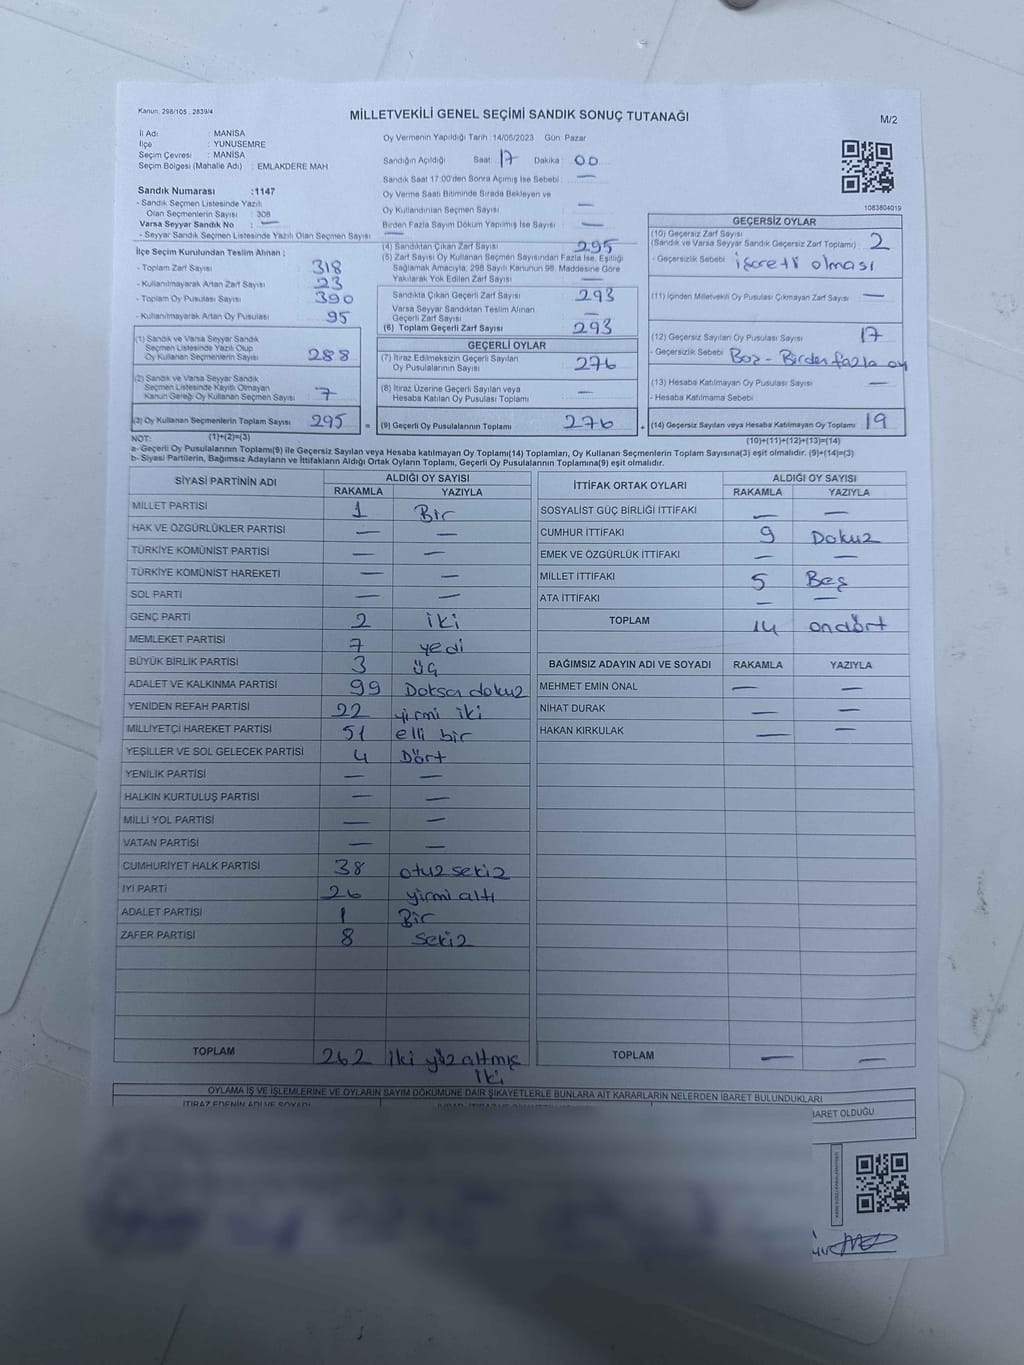 Kanun: 298/105 , 2839/4
MİLLETVEKİLİ GENEL SEÇİMİ SANDIK SONUÇ TUTANAĞI
M/2
İl Adı : MANİSA
İlçe : YUNUSEMRE
Seçim Çevresi : MANİSA
Seçim Bölgesi (Mahalle Adı) : EMLAKDERE MAH
Sandık Numarası :1147
- Sandık Seçmen Listesinde Yazılı
Olan Seçmenlerin Sayısı : 308
Varsa Seyyar Sandık No : —
- Seyyar Sandık Seçmen Listesinde Yazılı Olan Seçmen Sayısı —
İlçe Seçim Kurulundan Teslim Alınan ;
- Toplam Zarf Sayısı 318
- Kullanılmayarak Artan Zarf Sayısı 23
- Toplam Oy Pusulası Sayısı 390
- Kullanılmayarak Artan Oy Pusulası 95
(1) Sandık ve Varsa Seyyar Sandık
Seçmen Listesinde Yazılı Olup
Oy Kullanan Seçmenlerin Sayısı 288
(2) Sandık ve Varsa Seyyar Sandık
Seçmen Listesinde Kayıtlı Olmayan
Kanun Gereği Oy Kullanan Seçmen Sayısı 7
(3) Oy Kullanan Seçmenlerin Toplam Sayısı 295 =
Oy Vermenin Yapıldığı Tarih :14/05/2023 Gün: Pazar
Sandığın Açıldığı Saat 17 Dakika : 00
Sandık Saat 17:00'den Sonra Açılmış İse Sebebi : —
Oy Verme Saati Bitiminde Sırada Bekleyen ve
Oy Kullandırılan Seçmen Sayısı : —
Birden Fazla Sayım Döküm Yapılmış İse Sayısı : —
(4) Sandıktan Çıkan Zarf Sayısı 295
(5) Zarf Sayısı Oy Kullanan Seçmen Sayısından Fazla İse, Eşitliği
Sağlamak Amacıyla; 298 Sayılı Kanunun 98. Maddesine Göre
Yakılarak Yok Edilen Zarf Sayısı —
Sandıkta Çıkan Geçerli Zarf Sayısı 293
Varsa Seyyar Sandıktan Teslim Alınan
Geçerli Zarf Sayısı —
(6) Toplam Geçerli Zarf Sayısı 293
GEÇERLİ OYLAR
(7) İtiraz Edilmeksizin Geçerli Sayılan
Oy Pusulalarının Sayısı 276
(8) İtiraz Üzerine Geçerli Sayılan veya
Hesaba Katılan Oy Pusulası Toplamı —
(9) Geçerli Oy Pusulalarının Toplamı 276 +
1083804019
GEÇERSİZ OYLAR
(10) Geçersiz Zarf Sayısı
(Sandık ve Varsa Seyyar Sandık Geçersiz Zarf Toplamı) 2
- Geçersizlik Sebebi işareti olması
(11) İçinden Milletvekili Oy Pusulası Çıkmayan Zarf Sayısı —
(12) Geçersiz Sayılan Oy Pusulası Sayısı 17
- Geçersizlik Sebebi Boş - Birden fazla oy
(13) Hesaba Katılmayan Oy Pusulası Sayısı —
- Hesaba Katılmama Sebebi
(14) Geçersiz Sayılan veya Hesaba Katılmayan Oy Toplamı 19
NOT: (1)+(2)=(3) (10)+(11)+(12)+(13)=(14)
a- Geçerli Oy Pusulalarının Toplamı(9) ile Geçersiz Sayılan veya Hesaba katılmayan Oy Toplamı(14) Toplamları, Oy Kullanan Seçmenlerin Toplam Sayısına(3) eşit olmalıdır. (9)+(14)=(3)
b- Siyasi Partilerin, Bağımsız Adayların ve İttifakların Aldığı Ortak Oyların Toplamı, Geçerli Oy Pusulalarının Toplamına(9) eşit olmalıdır.
SİYASİ PARTİNİN ADI ALDIĞI OY SAYISI
RAKAMLA YAZIYLA
MİLLET PARTİSİ 1 Bir
HAK VE ÖZGÜRLÜKLER PARTİSİ — —
TÜRKİYE KOMÜNİST PARTİSİ — —
TÜRKİYE KOMÜNİST HAREKETİ — —
SOL PARTİ — —
GENÇ PARTİ 2 iki
MEMLEKET PARTİSİ 7 yedi
BÜYÜK BİRLİK PARTİSİ 3 üç
ADALET VE KALKINMA PARTİSİ 99 Doksan dokuz
YENİDEN REFAH PARTİSİ 22 yirmi iki
MİLLİYETÇİ HAREKET PARTİSİ 51 elli bir
YEŞİLLER VE SOL GELECEK PARTİSİ 4 Dört
YENİLİK PARTİSİ — —
HALKIN KURTULUŞ PARTİSİ — —
MİLLİ YOL PARTİSİ — —
VATAN PARTİSİ — —
CUMHURİYET HALK PARTİSİ 38 otuz sekiz
İYİ PARTİ 26 yirmi altı
ADALET PARTİSİ 1 Bir
ZAFER PARTİSİ 8 Sekiz
TOPLAM 262 iki yüz altmış
iki
İTTİFAK ORTAK OYLARI ALDIĞI OY SAYISI
RAKAMLA YAZIYLA
SOSYALİST GÜÇ BİRLİĞİ İTTİFAKI — —
CUMHUR İTTİFAKI 9 Dokuz
EMEK VE ÖZGÜRLÜK İTTİFAKI — —
MİLLET İTTİFAKI 5 Beş
ATA İTTİFAKI — —
TOPLAM 14 ondört
BAĞIMSIZ ADAYIN ADI VE SOYADI RAKAMLA YAZIYLA
MEHMET EMİN ÖNAL — —
NİHAT DURAK — —
HAKAN KIRKULAK — —
TOPLAM — —
OYLAMA İŞ VE İŞLEMLERİNE VE OYLARIN SAYIM DÖKÜMÜNE DAİR ŞİKAYETLERLE BUNLARA AİT KARARLARIN NELERDEN İBARET BULUNDUKLARI
İTİRAZ EDENİN ADI VE SOYADI
İBARET OLDUĞU